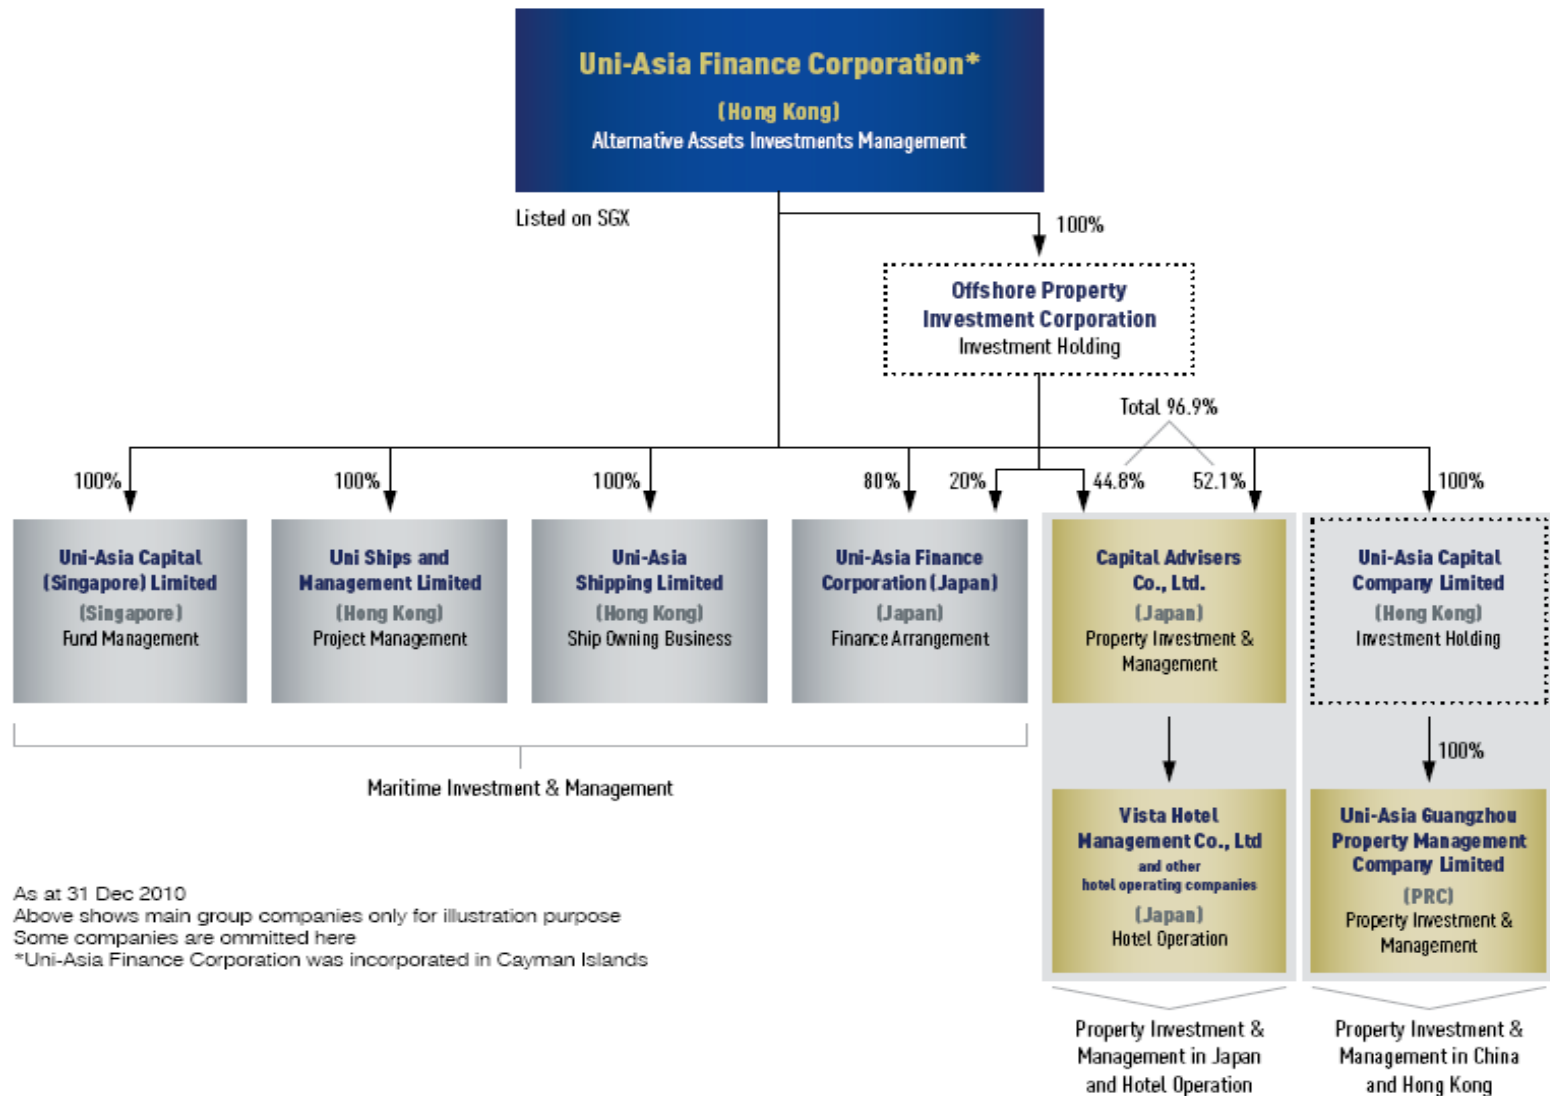 Uni-Asia Finance Corporation*
(Hong Kong)
Alternative Assets Investments Management
Listed on SGX
100%
Offshore Property
Investment Corporation
Investment Holding
Total 96.9%
100%
100%
100%
80%
20%
44.8%
52.1%
100%
Uni-Asia Capital
(Singapore) Limited
(Singapore)
Fund Management
Uni Ships and
Management Limited
(Hong Kong)
Project Management
Uni-Asia
Shipping Limited
(Hong Kong)
Ship Owning Business
Uni-Asia Finance
Corporation (Japan)
(Japan)
Finance Arrangement
Capital Advisers
Co., Ltd.
(Japan)
Property Investment &
Management
Uni-Asia Capital
Company Limited
(Hong Kong)
Investment Holding
100%
Maritime Investment & Management
Vista Hotel
Management Co., Ltd
and other
hotel operating companies
(Japan)
Hotel Operation
Uni-Asia Guangzhou
Property Management
Company Limited
(PRC)
Property Investment &
Management
As at 31 Dec 2010
Above shows main group companies only for illustration purpose
Some companies are ommitted here
*Uni-Asia Finance Corporation was incorporated in Cayman Islands
Property Investment &
Management in Japan
and Hotel Operation
Property Investment &
Management in China
and Hong Kong